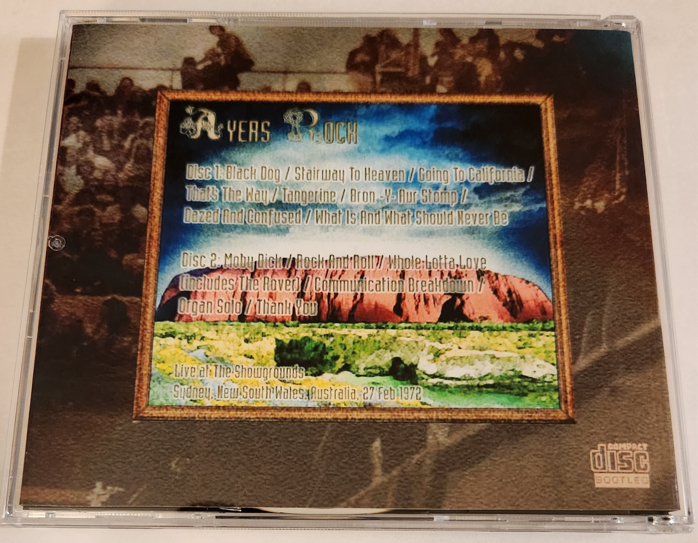 Ayers Rock
Disc 1: Black Dog / Stairway To Heaven / Going To California /
That's The Way / Tangerine / Bron -Y- Aur Stomp /
Dazed And Confused / What Is And What Should Never Be
Disc 2: Moby Dick / Rock And Roll / Whole Lotta Love
(Includes The Rover) / Communication Breakdown /
Organ Solo / Thank You
Live at The Showgrounds
Sydney, New South Wales, Australia, 27 Feb 1972
COMPACT
disc
BOOTLEG